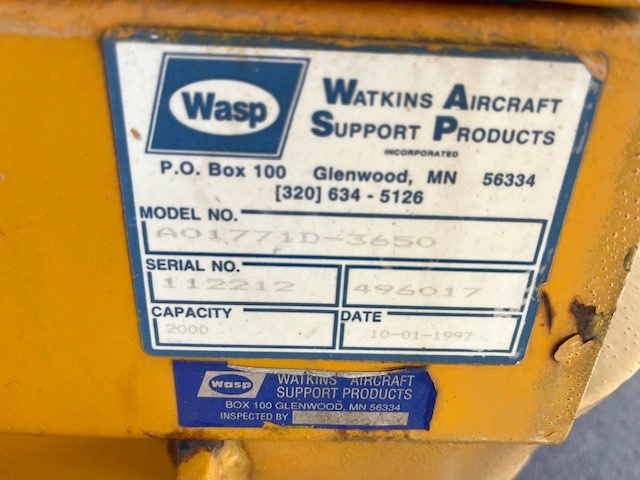 Wasp
WATKINS AIRCRAFT
SUPPORT PRODUCTS
INCORPORATED
P.O. Box 100 Glenwood, MN 56334
[320] 634 - 5126
MODEL NO.
A01771D-3650
SERIAL NO.
112212 496017
CAPACITY DATE
2000 10-01-1997
Wasp WATKINS AIRCRAFT
SUPPORT PRODUCTS
BOX 100 GLENWOOD, MN 56334
INSPECTED BY